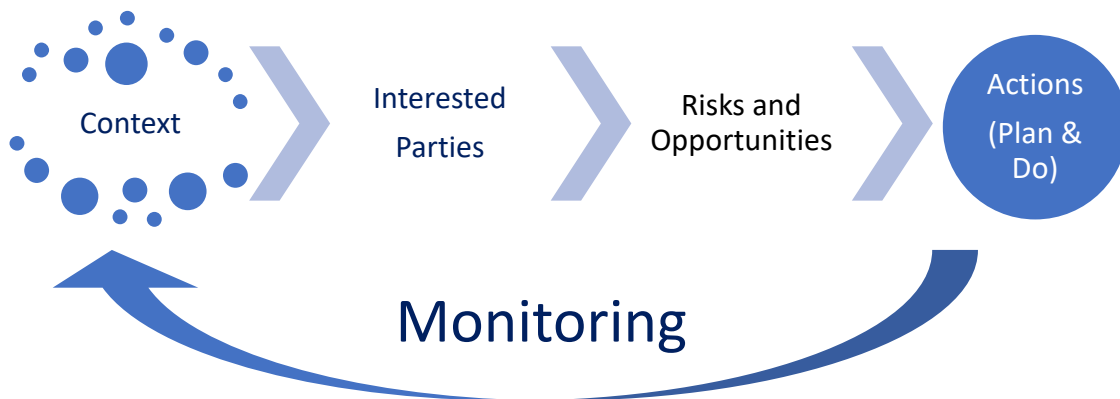 Context
Interested
Parties
Risks and
Opportunities
Actions
(Plan &
Do)
Monitoring